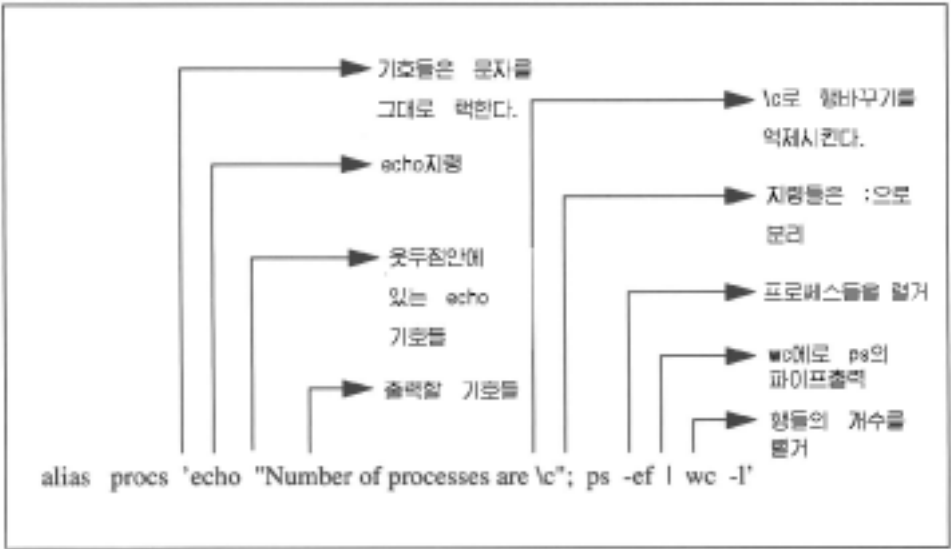 기호들은 문자를
그대로 택한다.
echo지령
웃두점안에
있는 echo
기호들
출력할 기호들
\c로 행바꾸기를
억제시킨다.
지령들은 ;으로
분리
프로쎄스들을 렬거
wc에로 ps의
파이프출력
행들의 개수를
렬거
alias procs 'echo "Number of processes are \c"; ps -ef | wc -l'